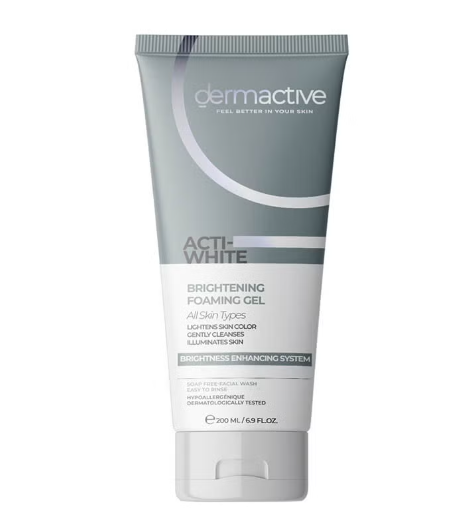 dermactive
FEEL BETTER IN YOUR SKIN
ACTI-
WHITE
BRIGHTENING
FOAMING GEL
All Skin Types
LIGHTENS SKIN COLOR
GENTLY CLEANSES
ILLUMINATES SKIN
BRIGHTNESS ENHANCING SYSTEM
SOAP FREE FACIAL WASH
EASY TO RINSE
HYPOALLERGÉNIQUE
DERMATOLOGICALLY TESTED
℮ 200 ML / 6.9 FL.OZ.